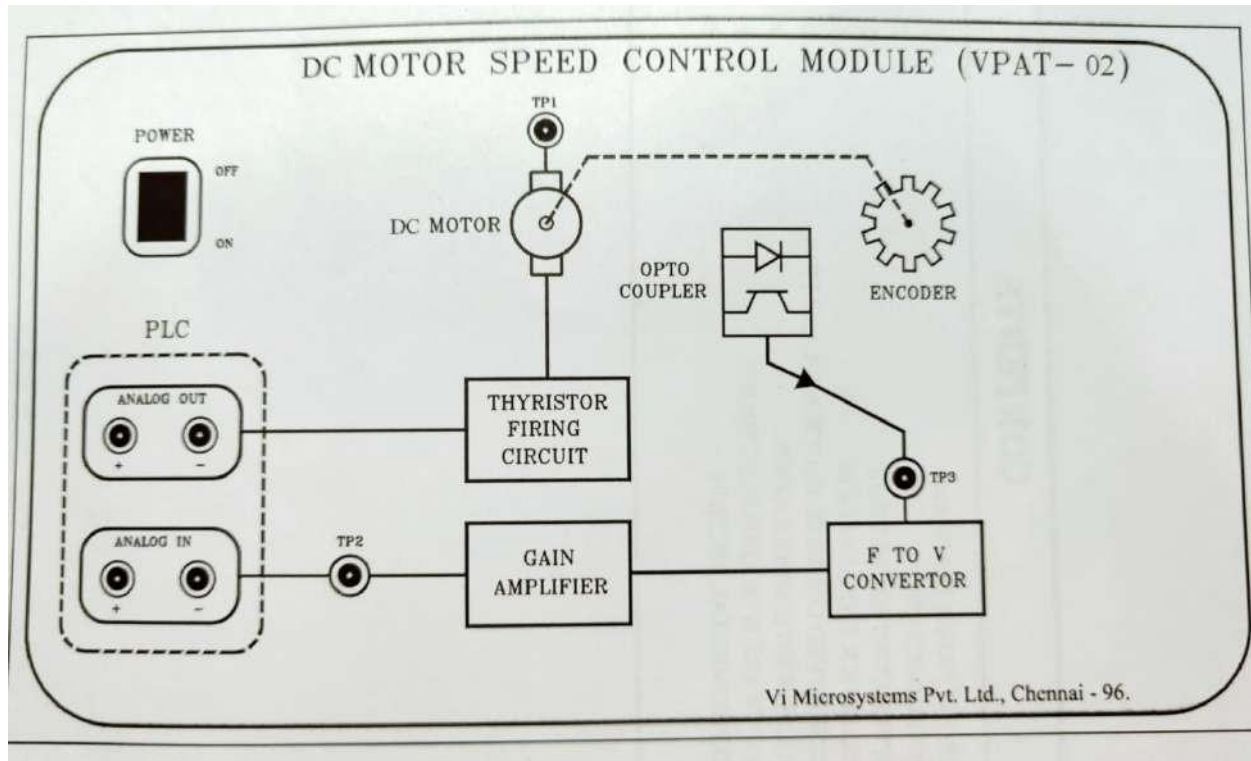 DC MOTOR SPEED CONTROL MODULE (VPAT-02)
TP1
POWER
OFF
ON
DC MOTOR
OPTO
COUPLER
ENCODER
PLC
ANALOG OUT
+ -
THYRISTOR
FIRING
CIRCUIT
TP3
ANALOG IN
+ -
TP2
GAIN
AMPLIFIER
F TO V
CONVERTOR
Vi Microsystems Pvt. Ltd., Chennai - 96.